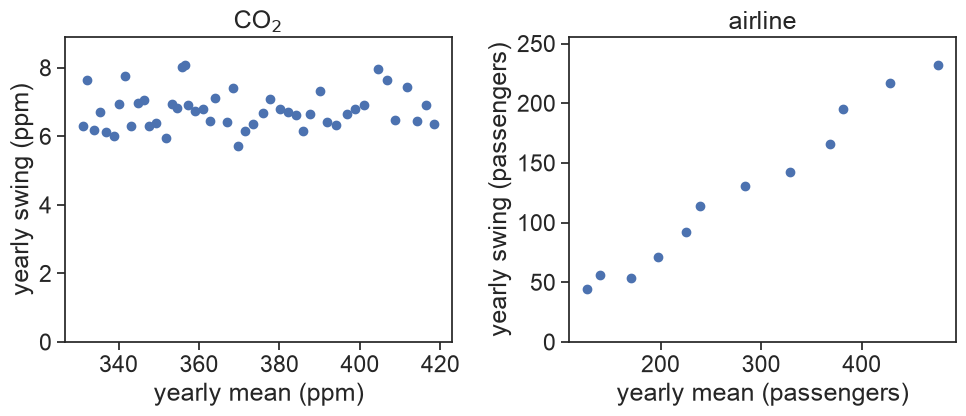 CO₂
yearly swing (ppm)
8
6
4
2
0
340 360 380 400 420
yearly mean (ppm)
airline
yearly swing (passengers)
250
200
150
100
50
0
200 300 400
yearly mean (passengers)